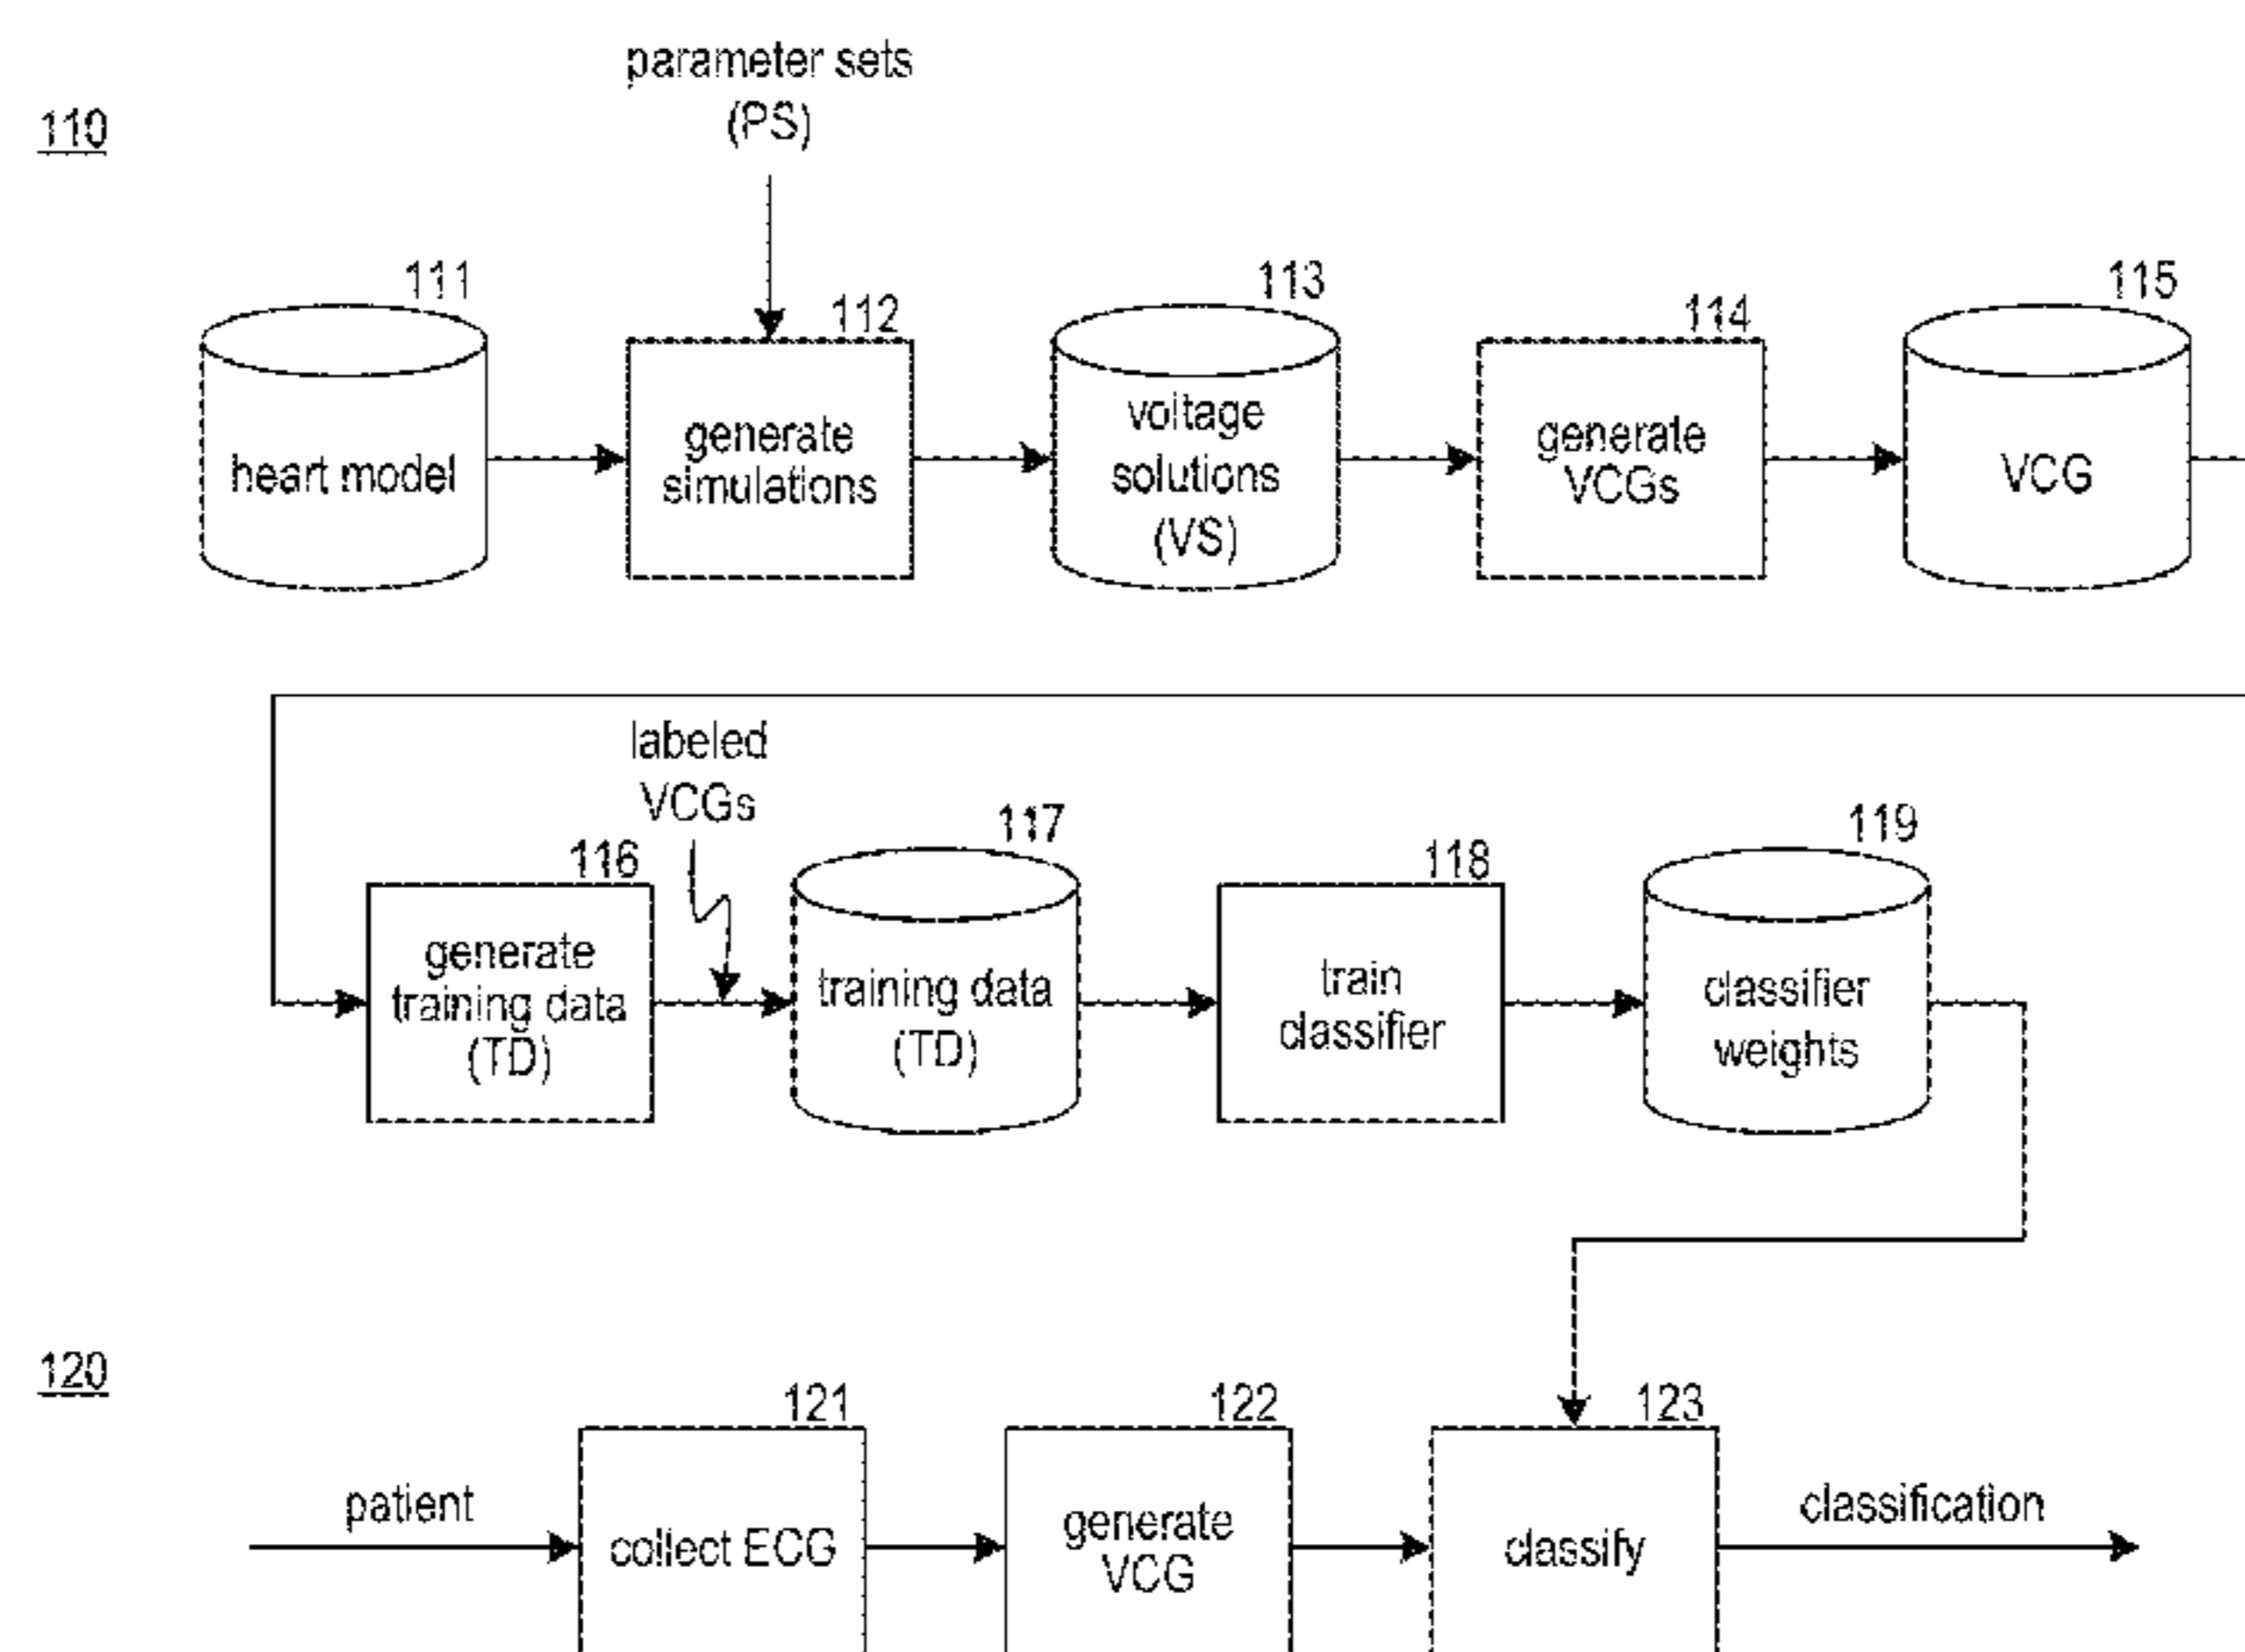 parameter sets
(PS)
110
111
112
113
114
115
heart model
generate
simulations
voltage
solutions
(VS)
generate
VCGs
VCG
labeled
VCGs
116
117
118
119
generate
training data
(TD)
training data
(TD)
train
classifier
classifier
weights
120
121
122
123
patient
collect ECG
generate
VCG
classify
classification